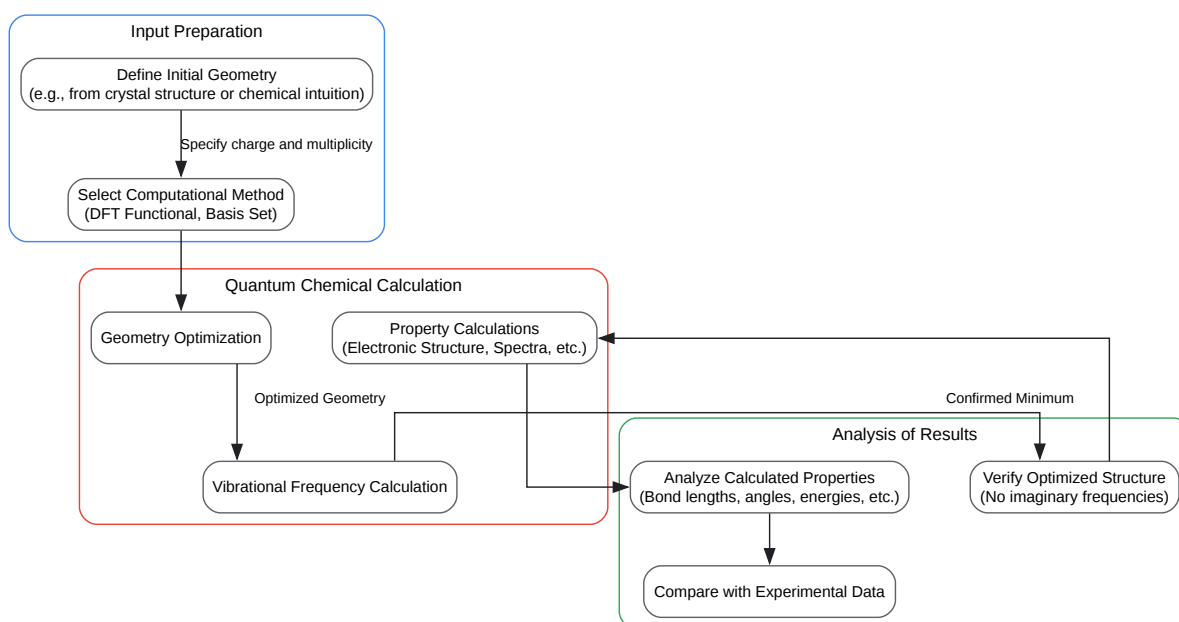 Input Preparation
Define Initial Geometry
(e.g., from crystal structure or chemical intuition)
Specify charge and multiplicity
Select Computational Method
(DFT Functional, Basis Set)
Quantum Chemical Calculation
Geometry Optimization
Property Calculations
(Electronic Structure, Spectra, etc.)
Optimized Geometry
Confirmed Minimum
Vibrational Frequency Calculation
Analysis of Results
Analyze Calculated Properties
(Bond lengths, angles, energies, etc.)
Verify Optimized Structure
(No imaginary frequencies)
Compare with Experimental Data